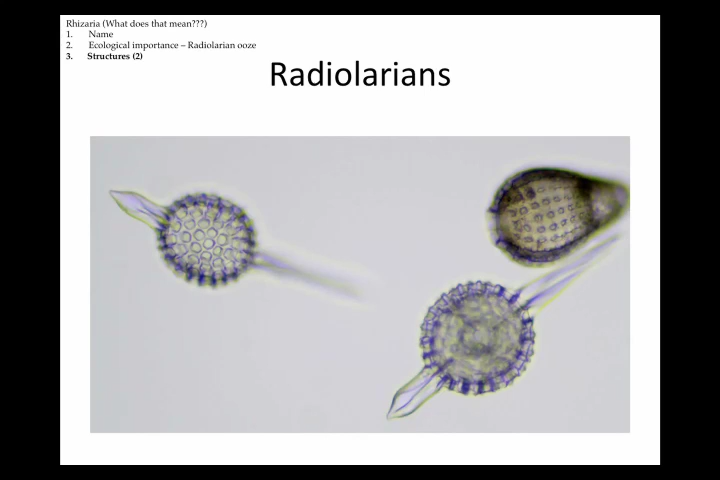 Rhizaria (What does that mean???)
1. Name
2. Ecological importance – Radiolarian ooze
3. Structures (2)
Radiolarians